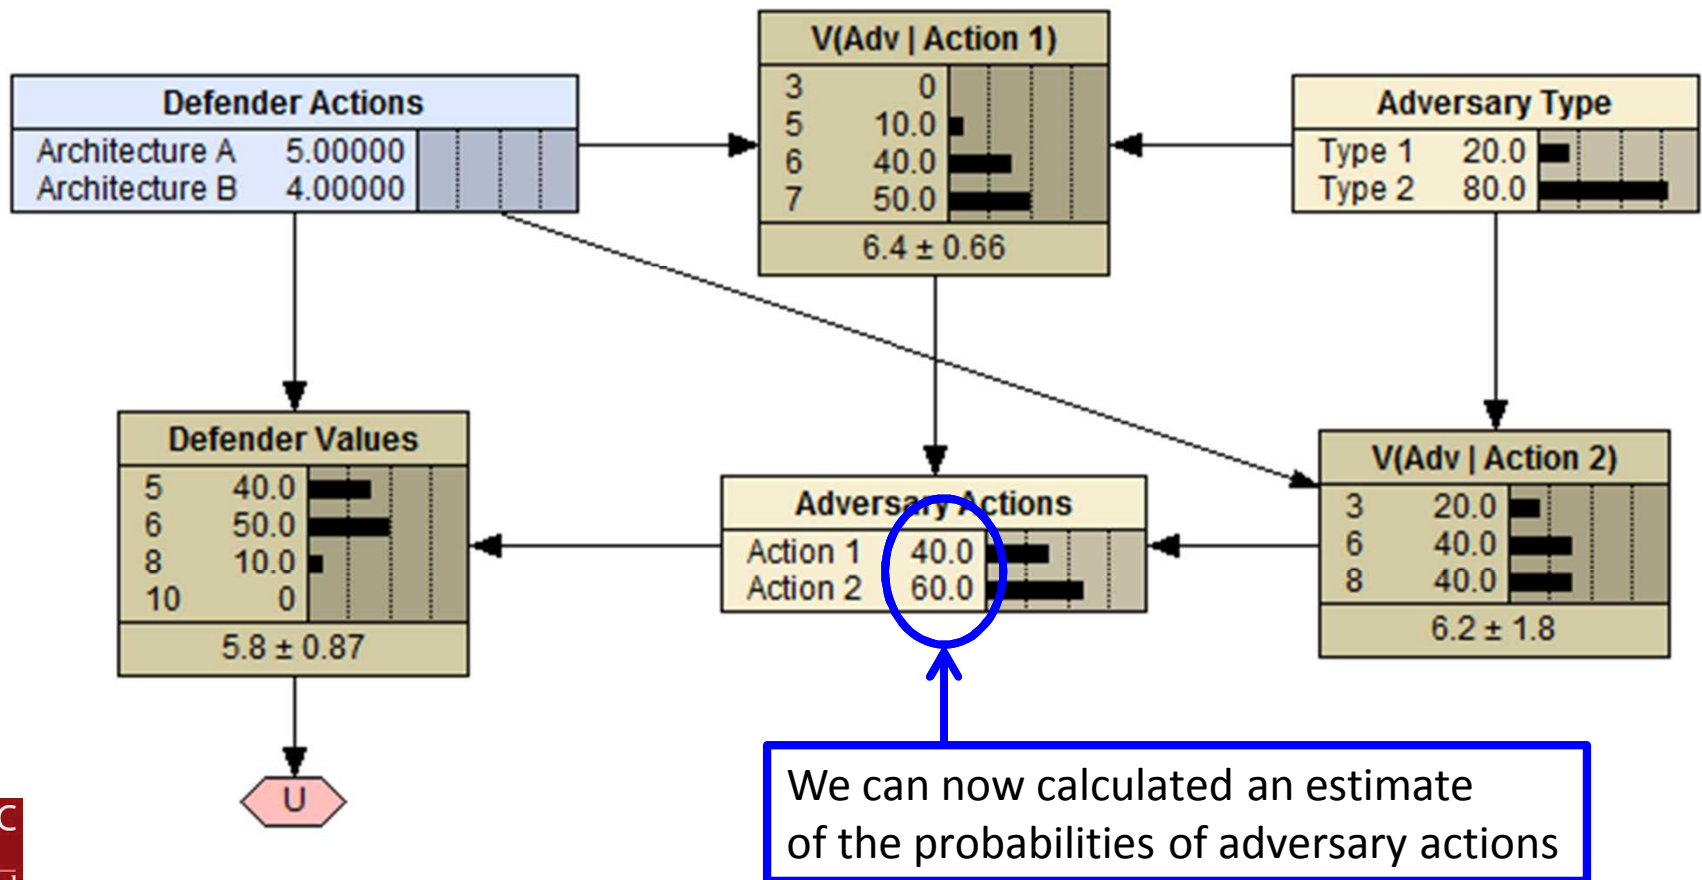 V(Adv | Action 1)
3 0
5 10.0
6 40.0
7 50.0
6.4 ± 0.66
Defender Actions
Architecture A 5.00000
Architecture B 4.00000
Adversary Type
Type 1 20.0
Type 2 80.0
Defender Values
5 40.0
6 50.0
8 10.0
10 0
5.8 ± 0.87
Adversary Actions
Action 1 40.0
Action 2 60.0
V(Adv | Action 2)
3 20.0
6 40.0
8 40.0
6.2 ± 1.8
U
We can now calculated an estimate
of the probabilities of adversary actions
C